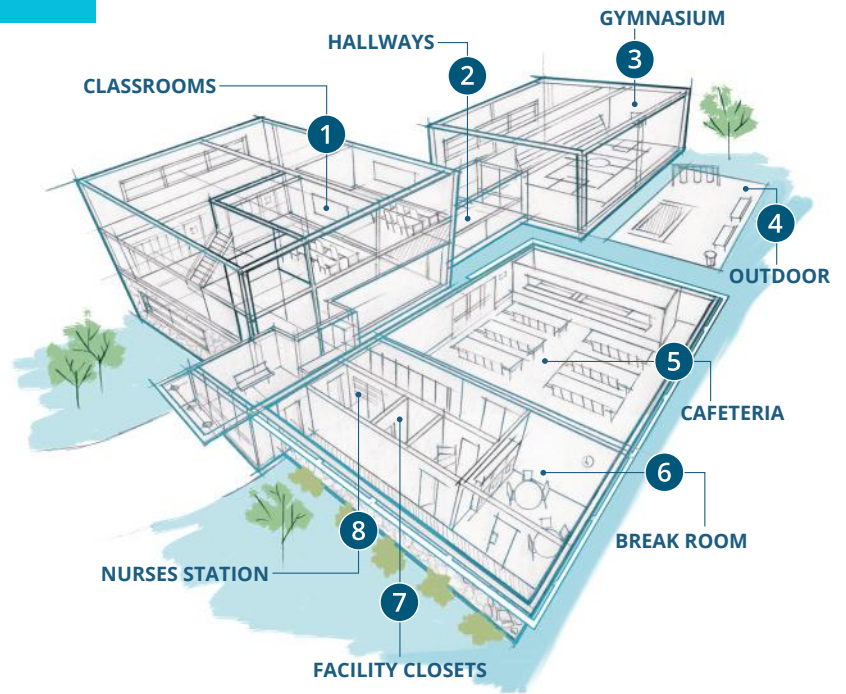 GYMNASIUM
HALLWAYS
3
2
CLASSROOMS
1
4
OUTDOOR
5
CAFETERIA
6
BREAK ROOM
8
NURSES STATION
7
FACILITY CLOSETS